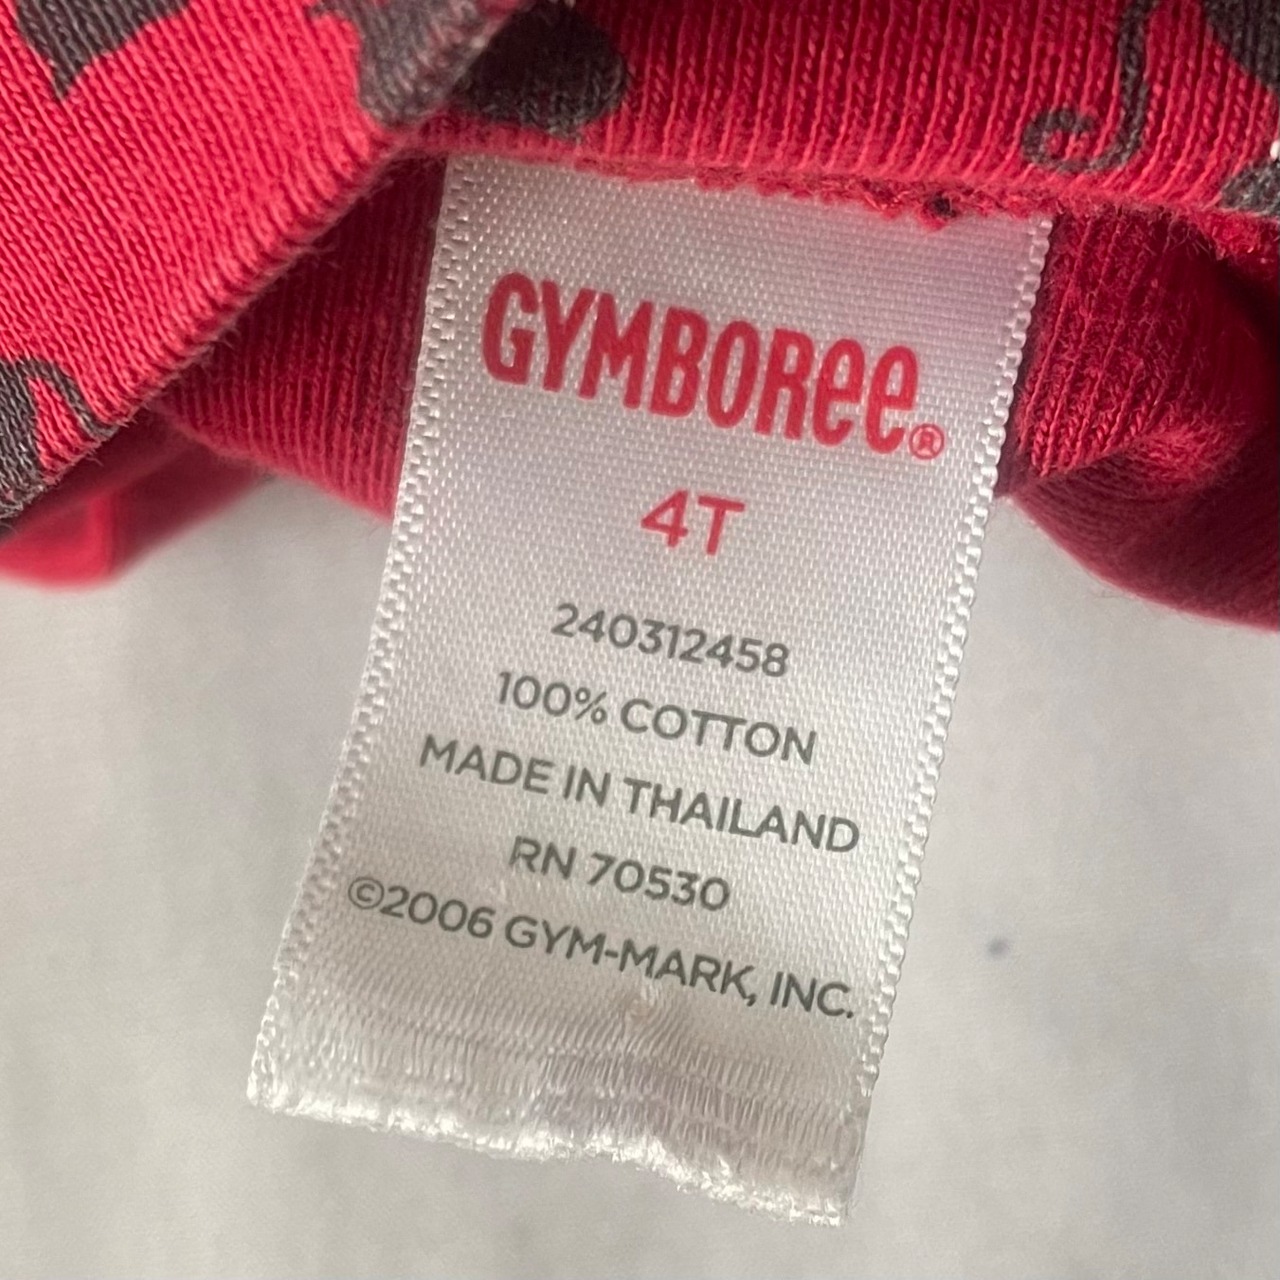 GYMBOREE®
4T
240312458
100% COTTON
MADE IN THAILAND
RN 70530
©2006 GYM-MARK, INC.